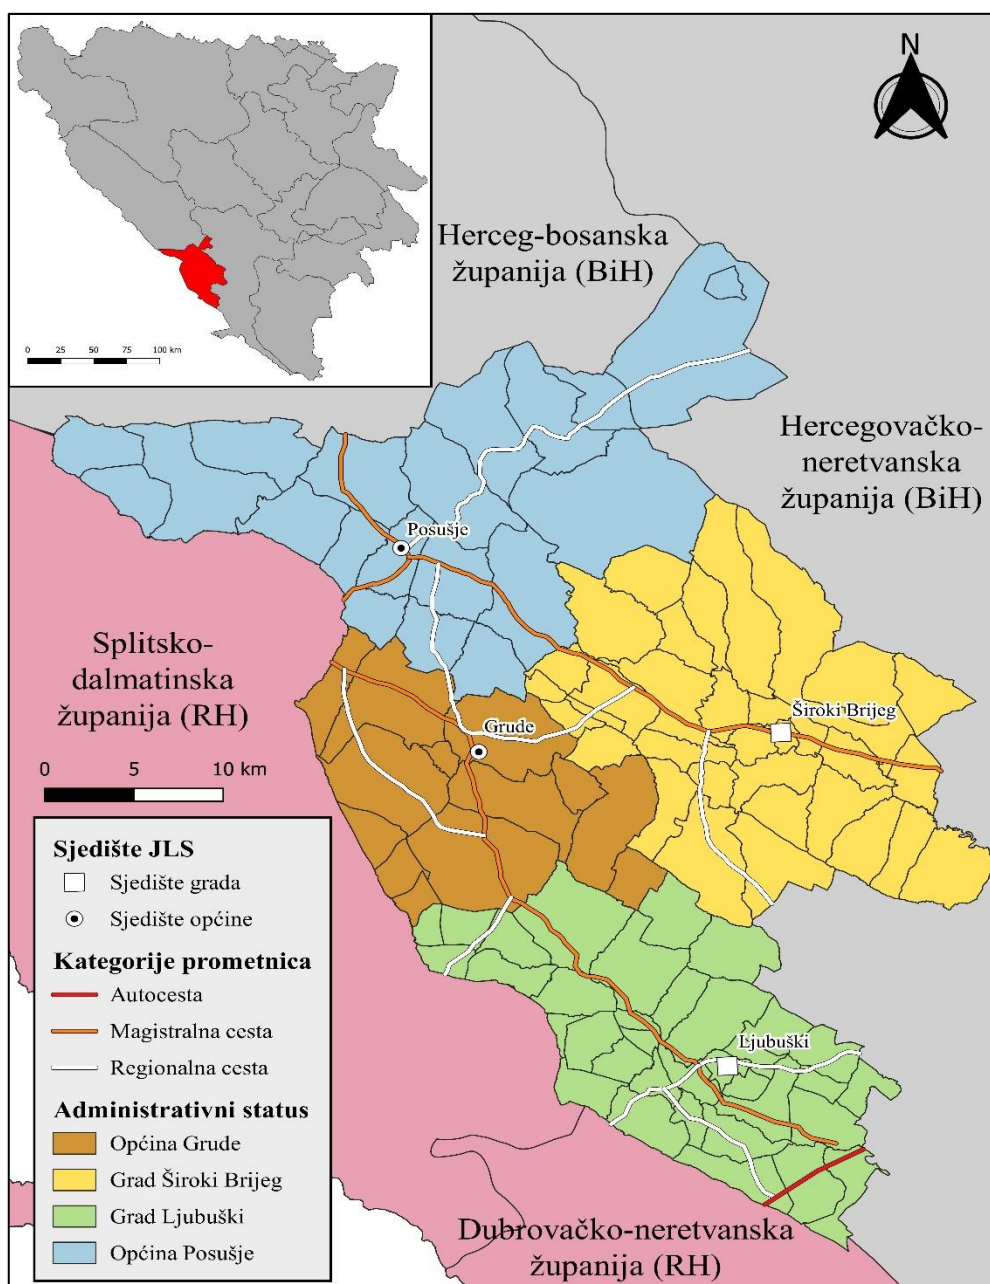 N
0 25 50 75 100 km
Herceg-bosanska
županija (BiH)
Hercegovačko-
neretvanska
županija (BiH)
Posušje
Splitsko-
dalmatinska
županija (RH)
Široki Brijeg
Grude
0 5 10 km
Ljubuški
Sjedište JLS
Sjedište grada
Sjedište općine
Kategorije prometnica
Autocesta
Magistralna cesta
Regionalna cesta
Administrativni status
Općina Grude
Grad Široki Brijeg
Grad Ljubuški
Općina Posušje
Dubrovačko-neretvanska
županija (RH)